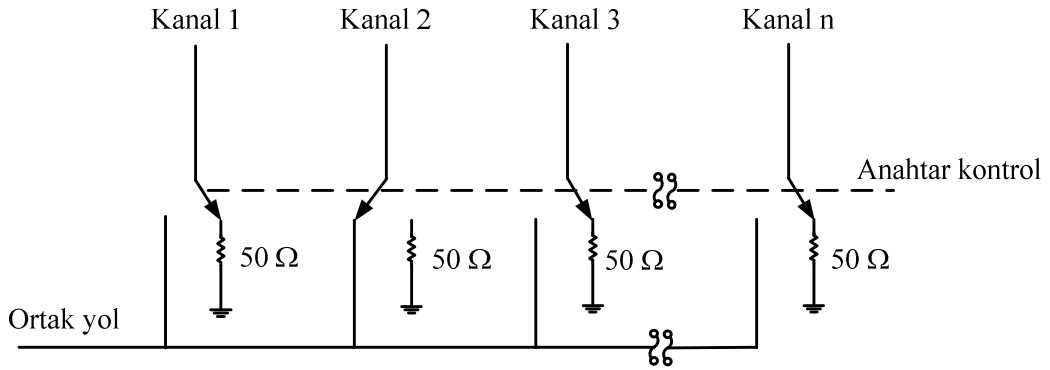 Kanal 1
Kanal 2
Kanal 3
Kanal n
Anahtar kontrol
50 Ω
50 Ω
50 Ω
50 Ω
Ortak yol